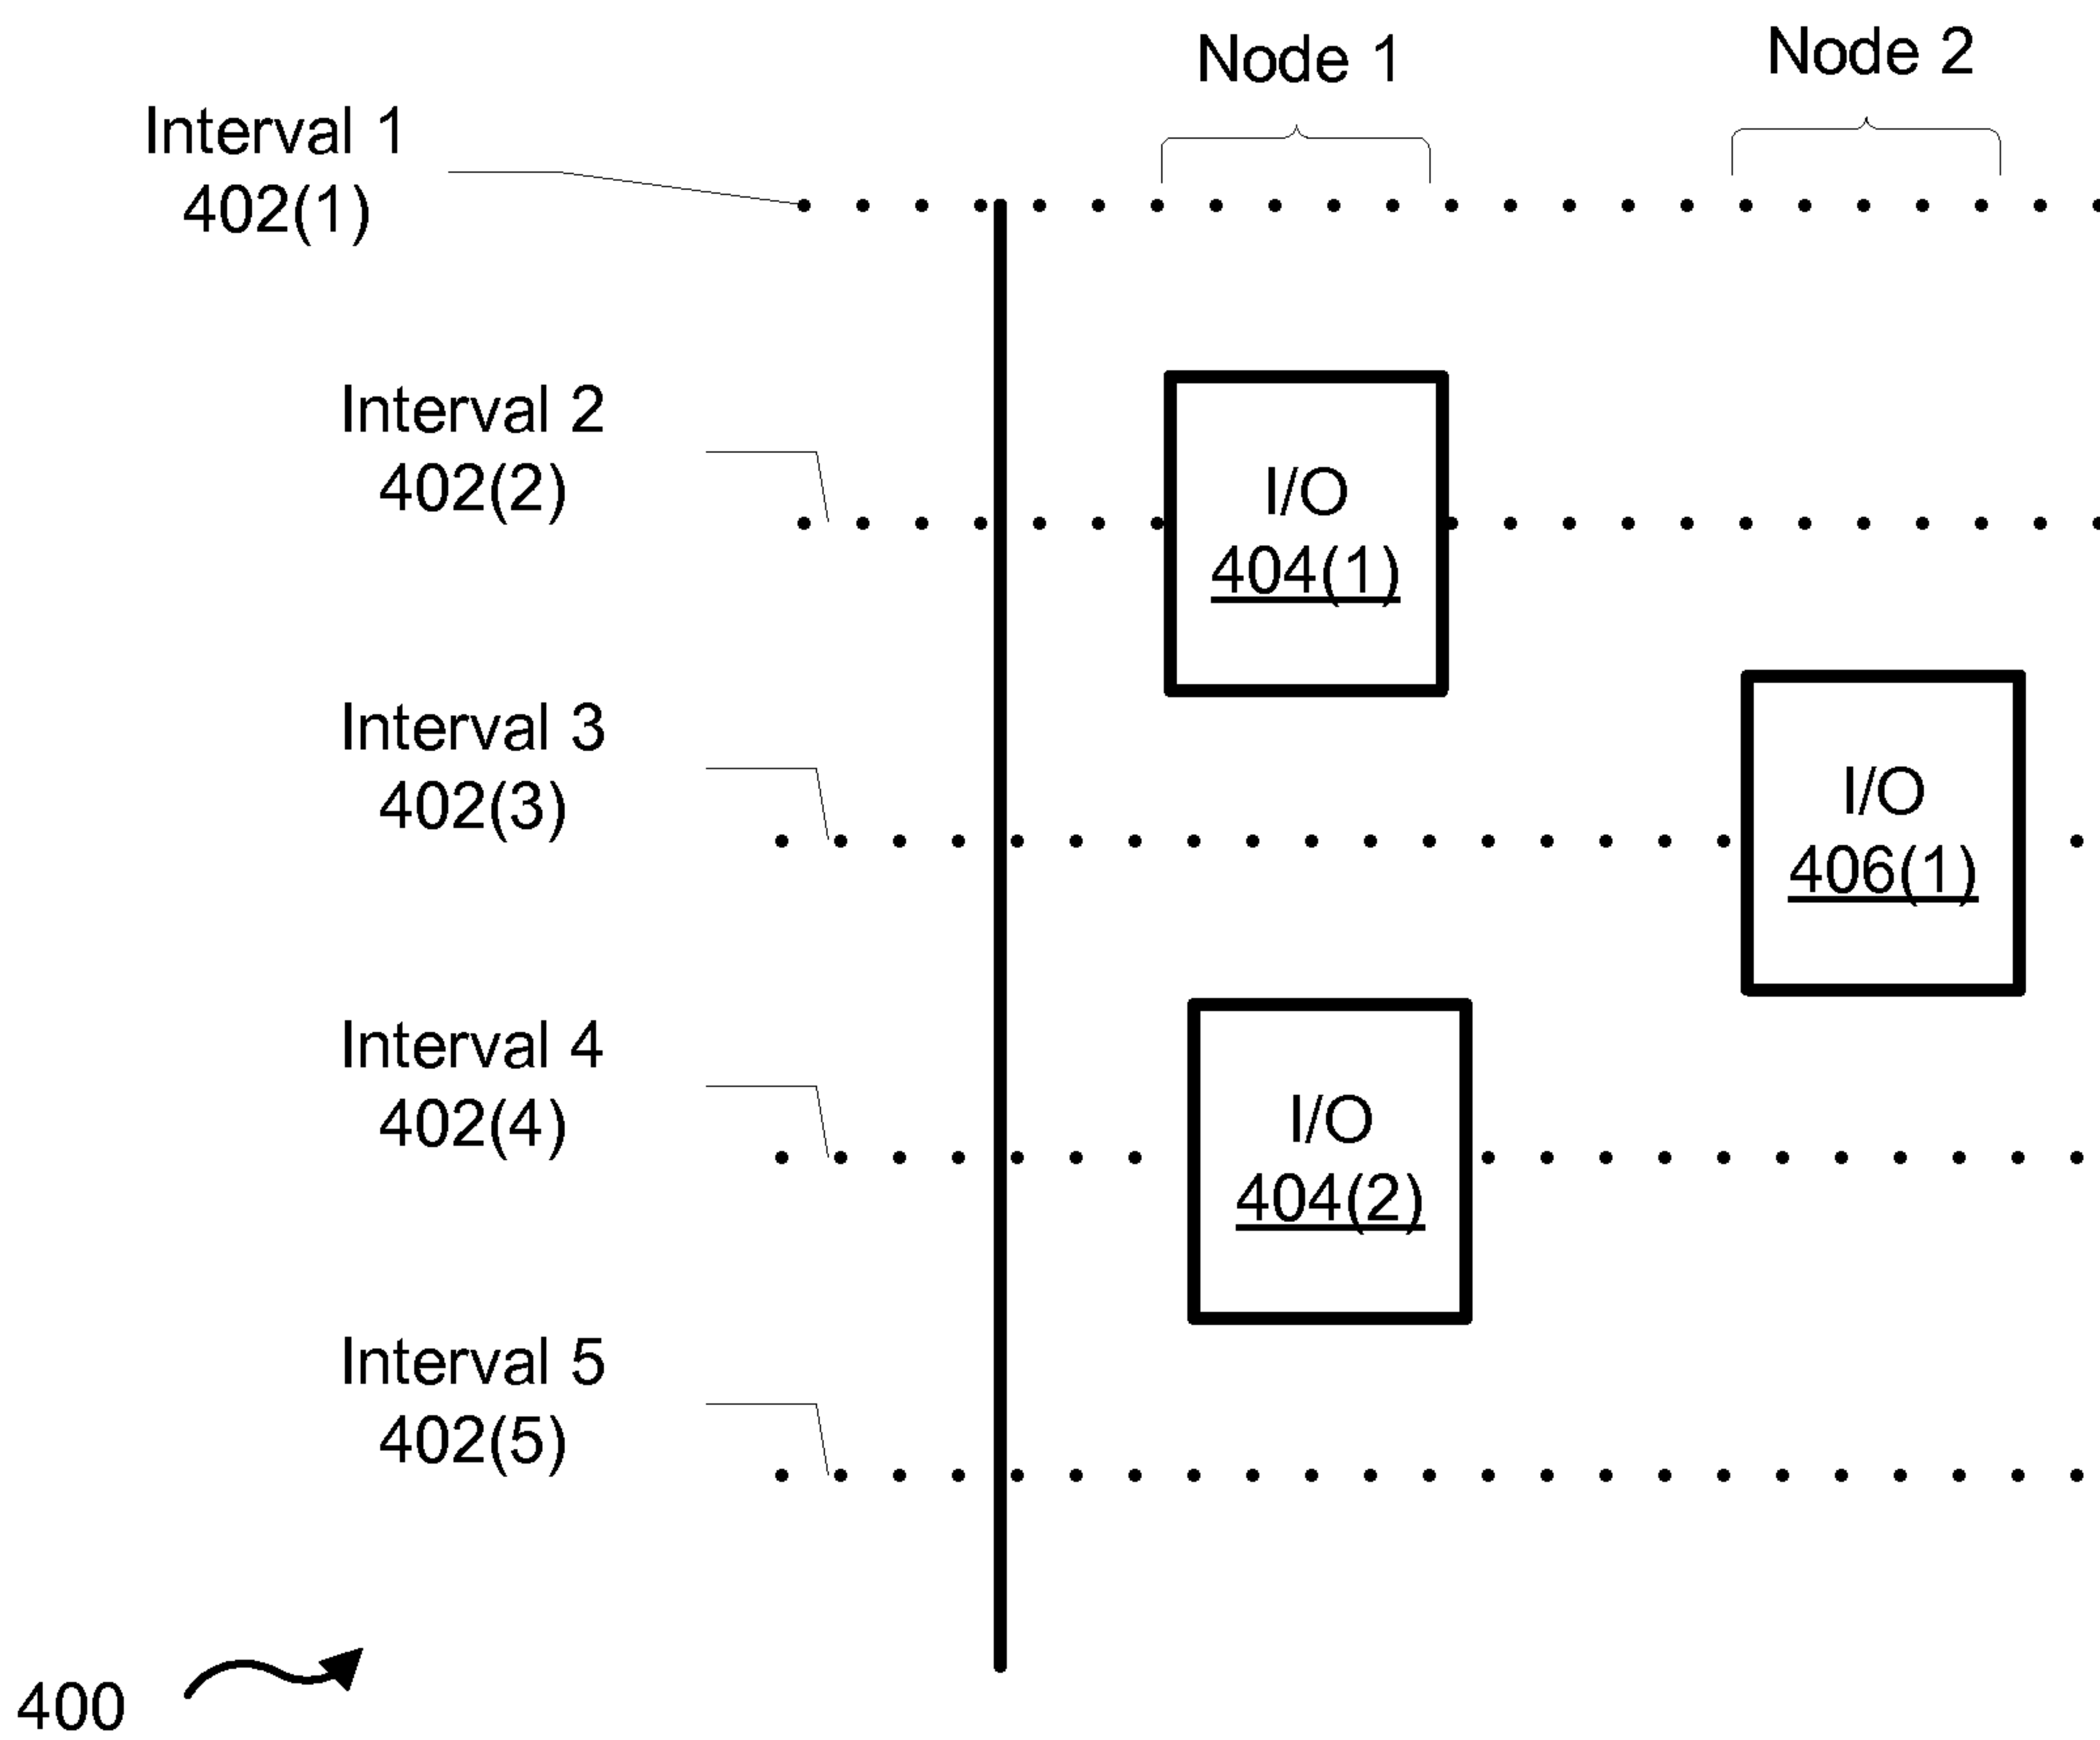 Node 1
Node 2
Interval 1
402(1)
Interval 2
402(2)
I/O
404(1)
Interval 3
402(3)
I/O
406(1)
Interval 4
402(4)
I/O
404(2)
Interval 5
402(5)
400